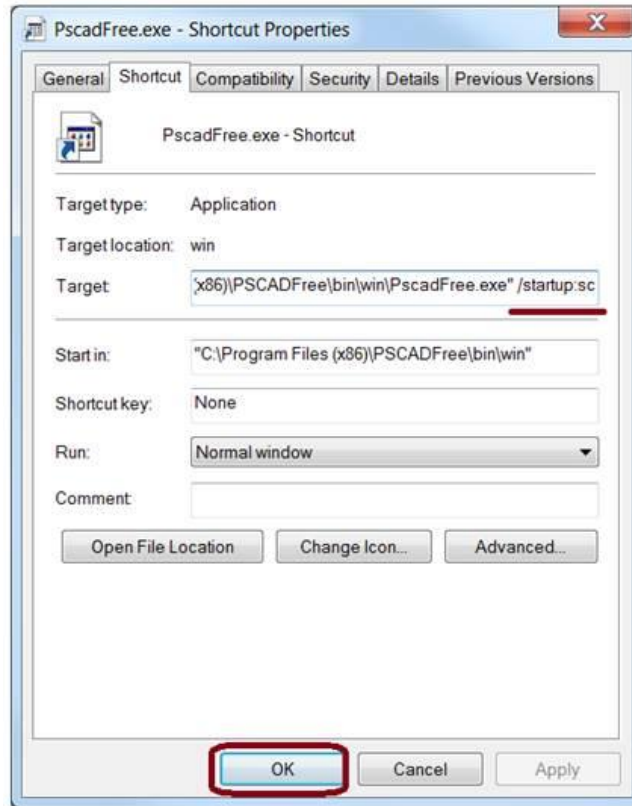 PscadFree.exe - Shortcut Properties
General Shortcut Compatibility Security Details Previous Versions
PscadFree.exe - Shortcut
Target type: Application
Target location: win
Target: (x86)\PSCADFree\bin\win\PscadFree.exe" /startup:sc
Start in: "C:\Program Files (x86)\PSCADFree\bin\win"
Shortcut key: None
Run: Normal window
Comment:
Open File Location Change Icon... Advanced...
OK Cancel Apply